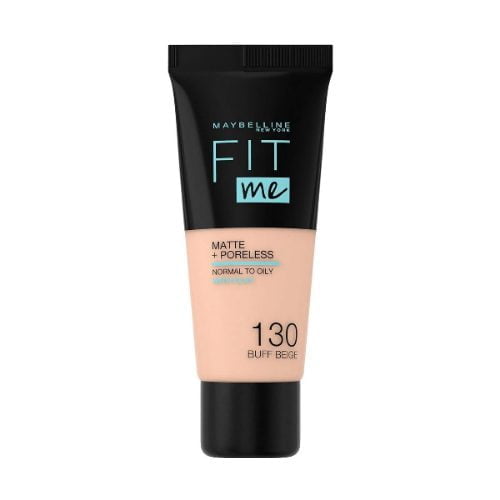 MAYBELLINE
NEW YORK
FIT
me
MATTE
+ PORELESS
NORMAL TO OILY
130
BUFF BEIGE